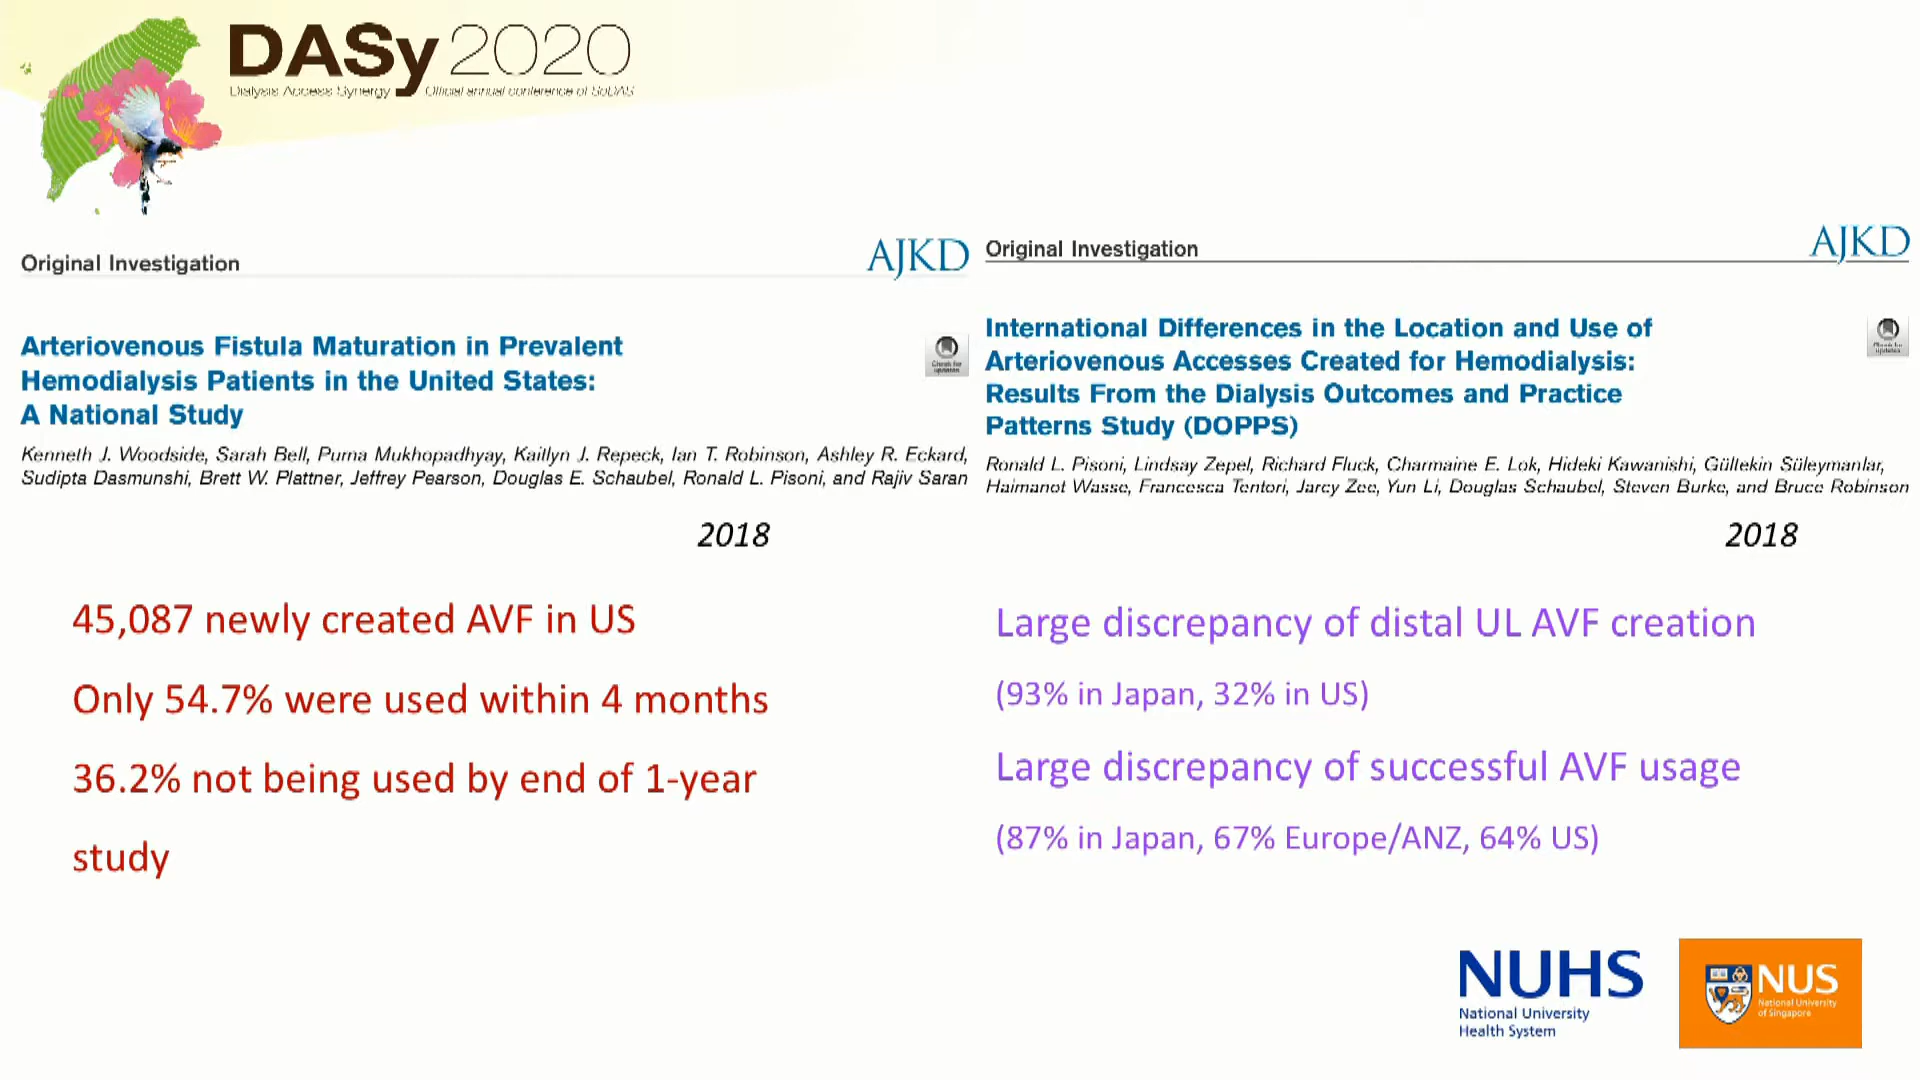 DASy 2020
Dialysis Access Synergy Official annual conference of SoDAS
Original Investigation
AJKD
Arteriovenous Fistula Maturation in Prevalent
Hemodialysis Patients in the United States:
A National Study
Check for
updates
Kenneth J. Woodside, Sarah Bell, Purna Mukhopadhyay, Kaitlyn J. Repeck, Ian T. Robinson, Ashley R. Eckard,
Sudipta Dasmunshi, Brett W. Plattner, Jeffrey Pearson, Douglas E. Schaubel, Ronald L. Pisoni, and Rajiv Saran
2018
45,087 newly created AVF in US
Only 54.7% were used within 4 months
36.2% not being used by end of 1-year
study
Original Investigation
AJKD
International Differences in the Location and Use of
Arteriovenous Accesses Created for Hemodialysis:
Results From the Dialysis Outcomes and Practice
Patterns Study (DOPPS)
Check for
updates
Ronald L. Pisoni, Lindsay Zepel, Richard Fluck, Charmaine E. Lok, Hideki Kawanishi, Gültekin Süleymanlar,
Haimanot Wasse, Francesca Tentori, Jarcy Zee, Yun Li, Douglas Schaubel, Steven Burke, and Bruce Robinson
2018
Large discrepancy of distal UL AVF creation
(93% in Japan, 32% in US)
Large discrepancy of successful AVF usage
(87% in Japan, 67% Europe/ANZ, 64% US)
NUHS
National University
Health System
NUS
National University
of Singapore